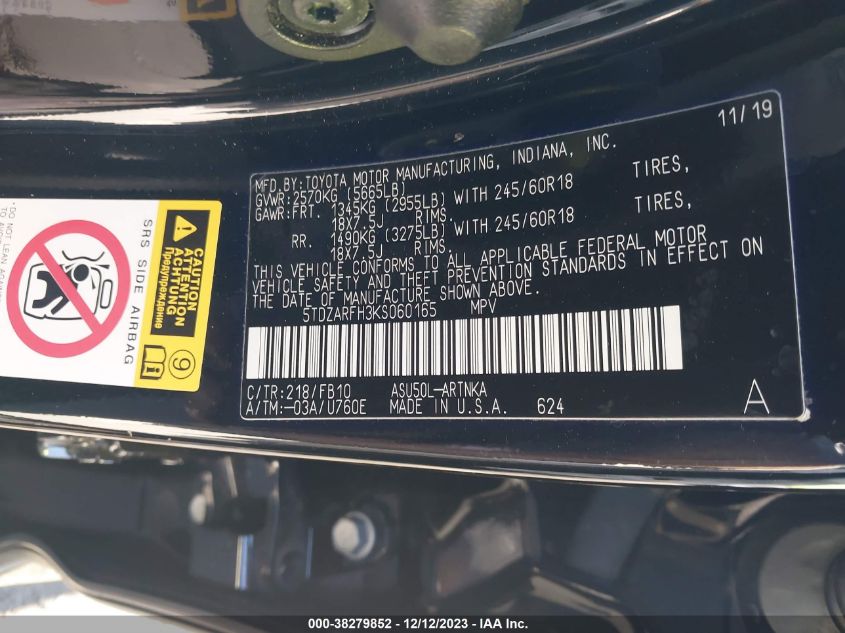 11/19
MFD.BY:TOYOTA MOTOR MANUFACTURING, INDIANA, INC.
GVWR:2570KG (5665LB)
GAWR:FRT. 1345KG (2955LB) WITH 245/60R18 TIRES,
18X7.5J RIMS.
RR. 1490KG (3275LB) WITH 245/60R18 TIRES,
18X7.5J RIMS.
THIS VEHICLE CONFORMS TO ALL APPLICABLE FEDERAL MOTOR
VEHICLE SAFETY AND THEFT PREVENTION STANDARDS IN EFFECT ON
THE DATE OF MANUFACTURE SHOWN ABOVE.
5TDZARFH3KS060165 MPV
C/TR:218/FB10 ASU50L-ARTNKA
A/TM:-03A/U760E MADE IN U.S.A. 624 A
CAUTION
ATTENTION
ACHTUNG
Предупреждение
9
SRS SIDE AIRBAG
000-38279852 - 12/12/2023 - IAA Inc.